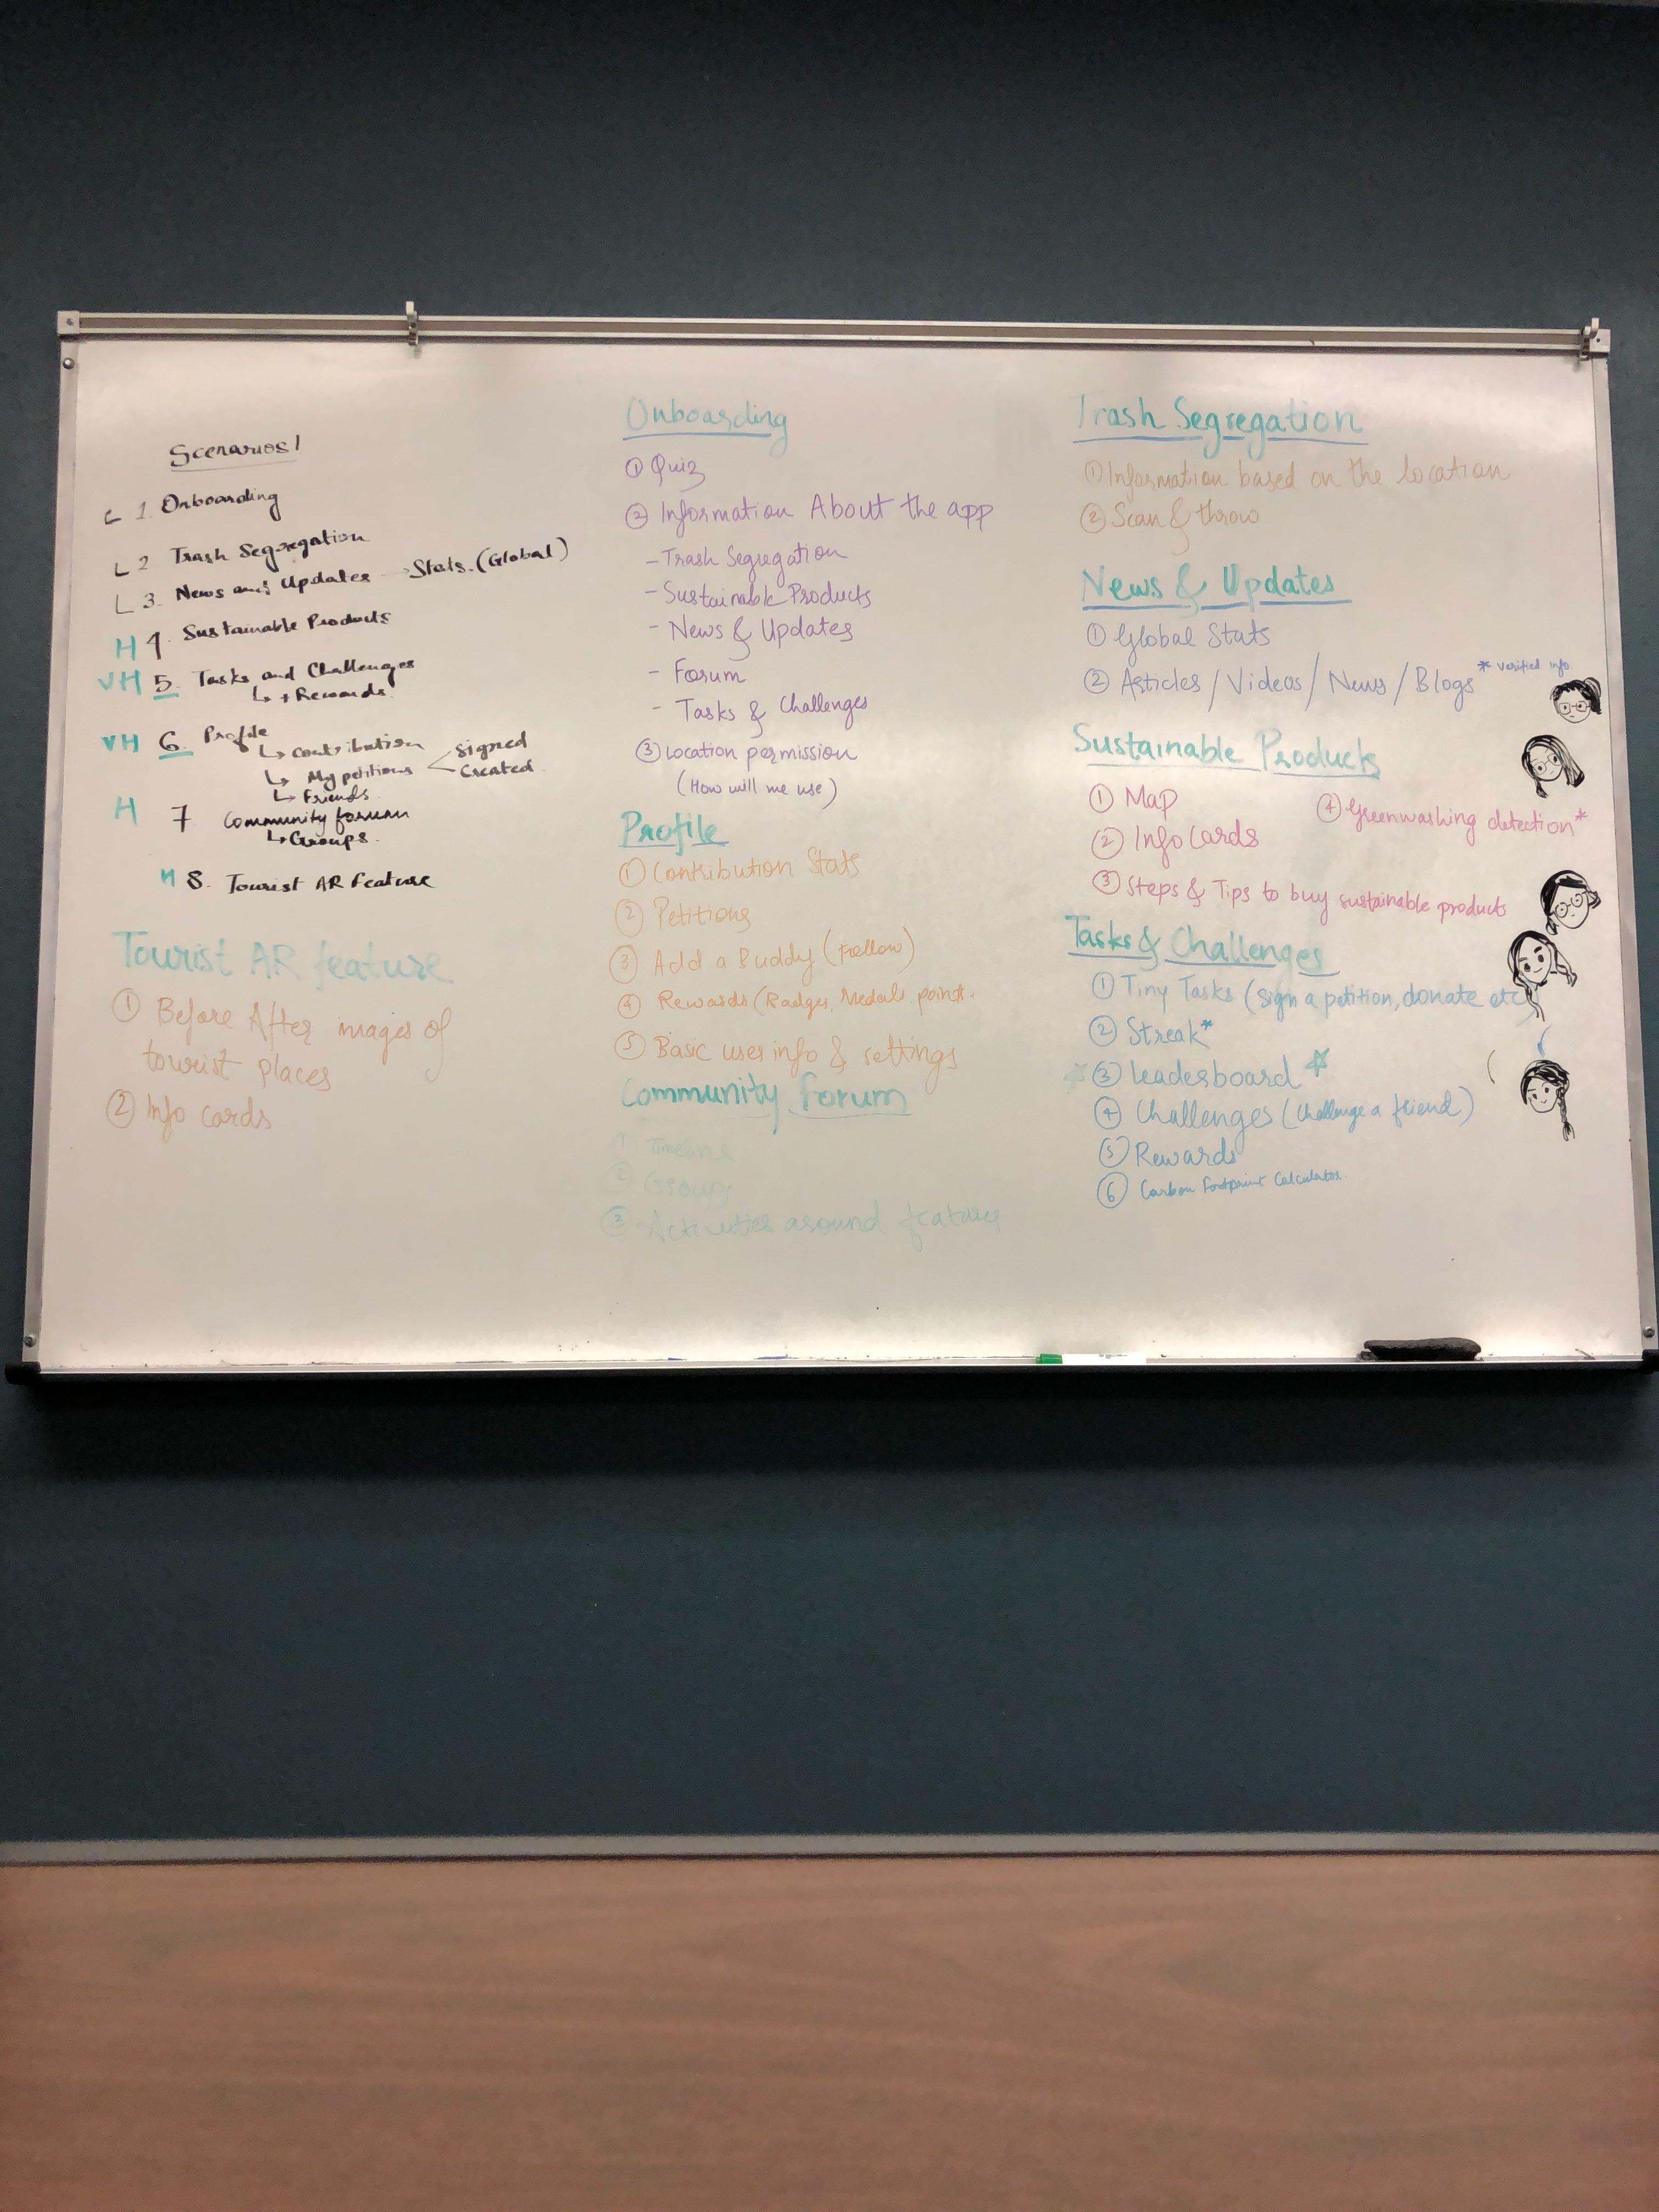 Scenarios/
L 1. Onboarding
L 2 Trash Segregation
L 3. News and Updates → Stats. (Global)
H 4. Sustainable Products
VH 5. Tasks and Challenges
↳ + Rewards.
VH 6. Profile
↳ contribution
↳ My petitions < Signed
Created
↳ Friends
H 7 Community forum
↳ Groups.
H 8. Tourist AR feature
Tourist AR feature
① Before After images of
tourist places
② Info cards
Onboarding
① Quiz
② Information About the app
- Trash Segregation
- Sustainable Products
- News & Updates
- Forum
- Tasks & Challenges
③ Location permission
(How will we use)
Profile
① Contribution Stats
② Petitions
③ Add a Buddy (Follow)
④ Rewards (Badges, Medals, points.
⑤ Basic user info & settings
Community forum
1 Timeline
② Groups
③ Activities around feature
Trash Segregation
① Information based on the location
② Scan & throw
News & Updates
① Global Stats
② Articles / Videos / News / Blogs * verified info.
Sustainable Products
① Map
② Info Cards
③ Steps & Tips to buy sustainable products
④ Greenwashing detection*
Tasks & Challenges
① Tiny Tasks (Sign a petition, donate etc)
② Streak*
③ Leaderboard ☆
④ Challenges (Challenge a friend)
⑤ Rewards
⑥ Carbon Footprint Calculator.